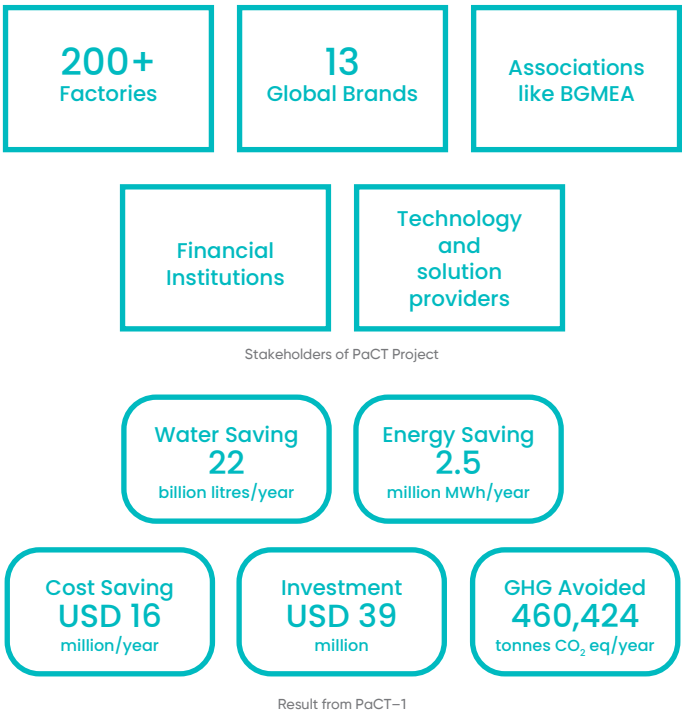 200+
Factories
13
Global Brands
Associations
like BGMEA
Financial
Institutions
Technology
and
solution
providers
Stakeholders of PaCT Project
Water Saving
22
billion litres/year
Energy Saving
2.5
million MWh/year
Cost Saving
USD 16
million/year
Investment
USD 39
million
GHG Avoided
460,424
tonnes CO₂ eq/year
Result from PaCT–1